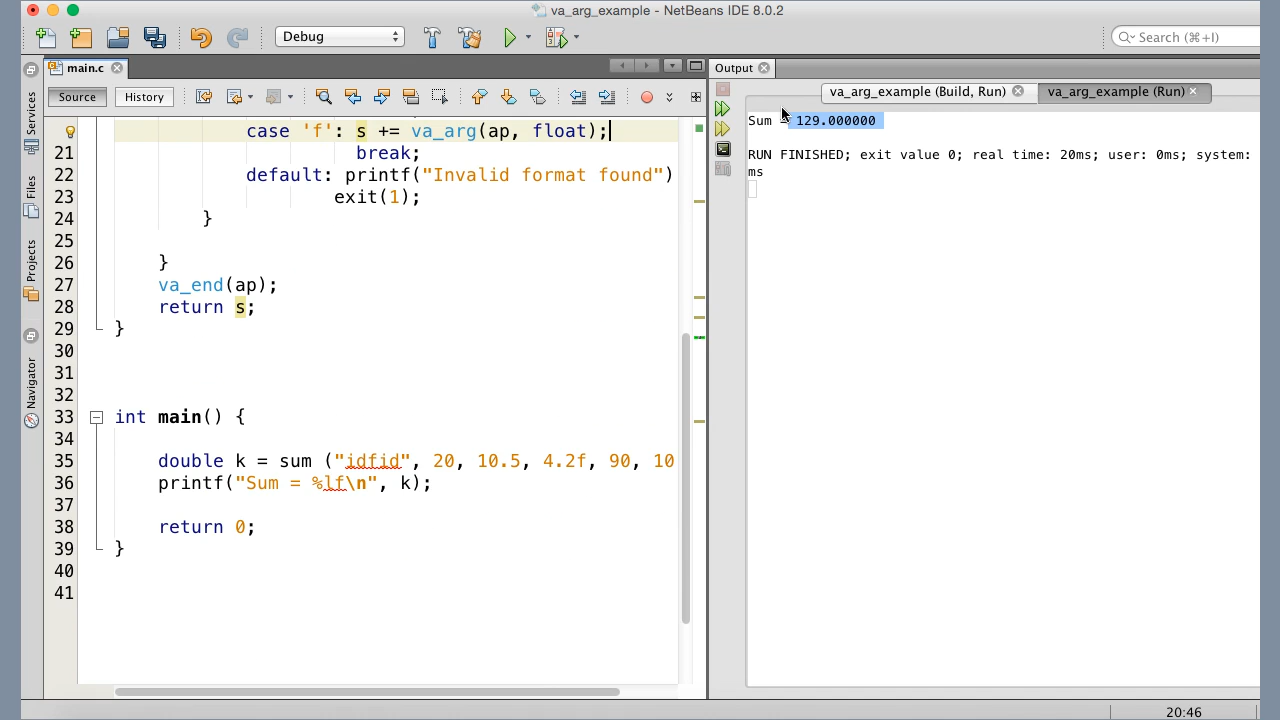 va_arg_example - NetBeans IDE 8.0.2
Debug
Search (⌘+I)
main.c
Output
Source History
va_arg_example (Build, Run) va_arg_example (Run)
Services
Files
Projects
Navigator
case 'f': s += va_arg(ap, float);
21 break;
22 default: printf("Invalid format found")
23 exit(1);
24 }
25
26 }
27 va_end(ap);
28 return s;
29 }
30
31
32
33 int main() {
34
35 double k = sum ("idfid", 20, 10.5, 4.2f, 90, 10
36 printf("Sum = %lf\n", k);
37
38 return 0;
39 }
40
41
Sum = 129.000000
RUN FINISHED; exit value 0; real time: 20ms; user: 0ms; system:
ms
20:46